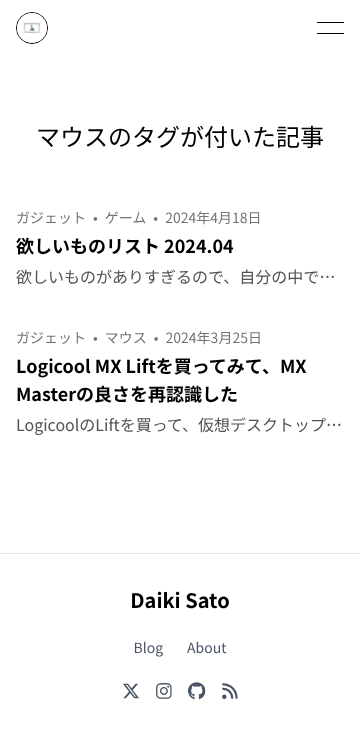 マウスのタグが付いた記事
ガジェット • ゲーム • 2024年4月18日
欲しいものリスト 2024.04
欲しいものがありすぎるので、自分の中で…
ガジェット • マウス • 2024年3月25日
Logicool MX Liftを買ってみて、MX
Masterの良さを再認識した
LogicoolのLiftを買って、仮想デスクトップ…
Daiki Sato
Blog About